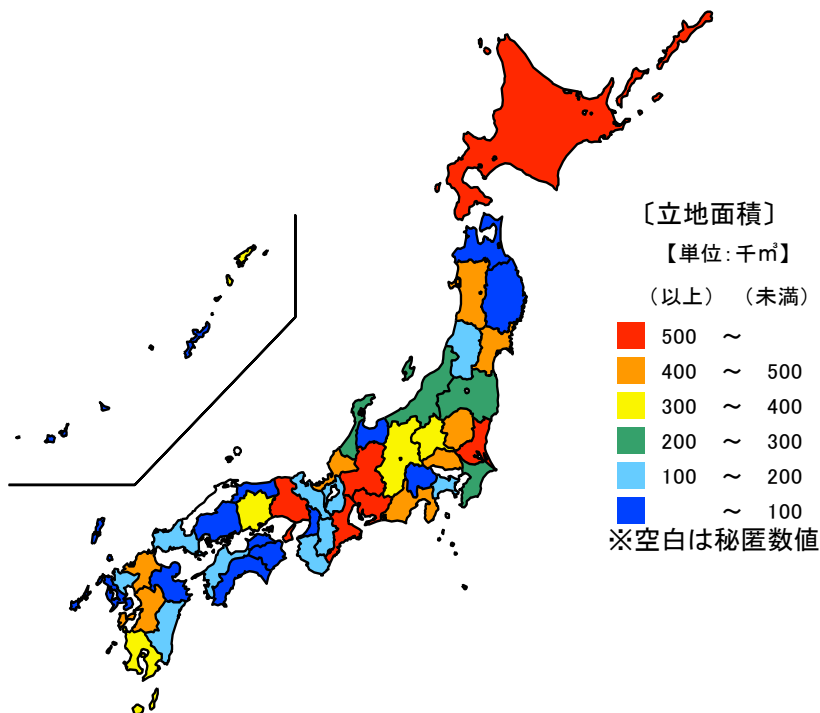 〔立地面積〕
【単位：千㎡】
（以上） （未満）
500 ～
400 ～ 500
300 ～ 400
200 ～ 300
100 ～ 200
～ 100
※空白は秘匿数値